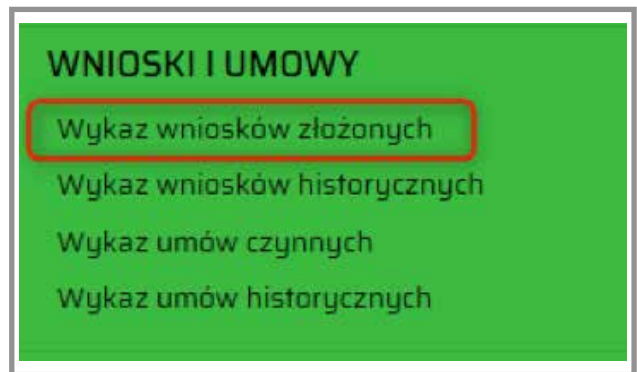 WNIOSKI I UMOWY
Wykaz wniosków złożonych
Wykaz wniosków historycznych
Wykaz umów czynnych
Wykaz umów historycznych